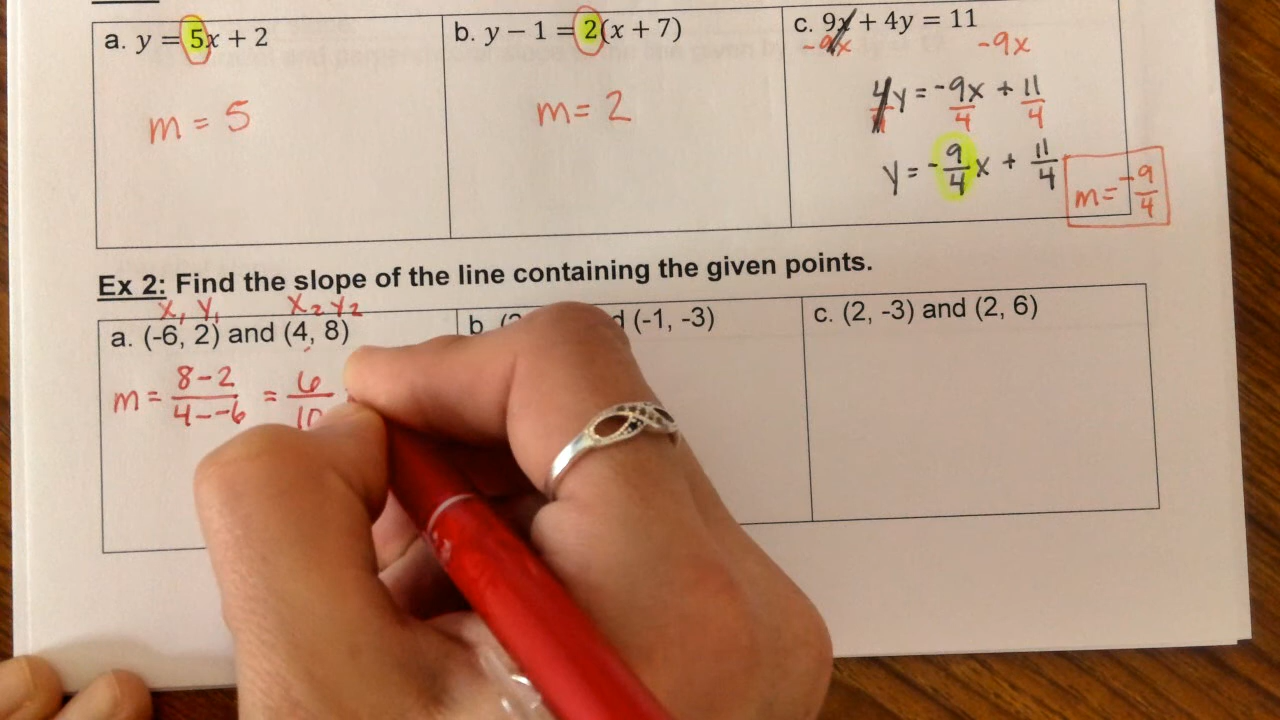 a. y = 5x + 2
m = 5
b. y − 1 = 2(x + 7)
m = 2
c. 9x + 4y = 11
-9x -9x
4y = -9x + 11
4 4 4
y = -9/4x + 11/4
m = -9/4
Ex 2: Find the slope of the line containing the given points.
x₁ y₁ x₂ y₂
a. (-6, 2) and (4, 8)
m = 8-2 = 6
4--6 10
b. (-1, -3)
c. (2, -3) and (2, 6)